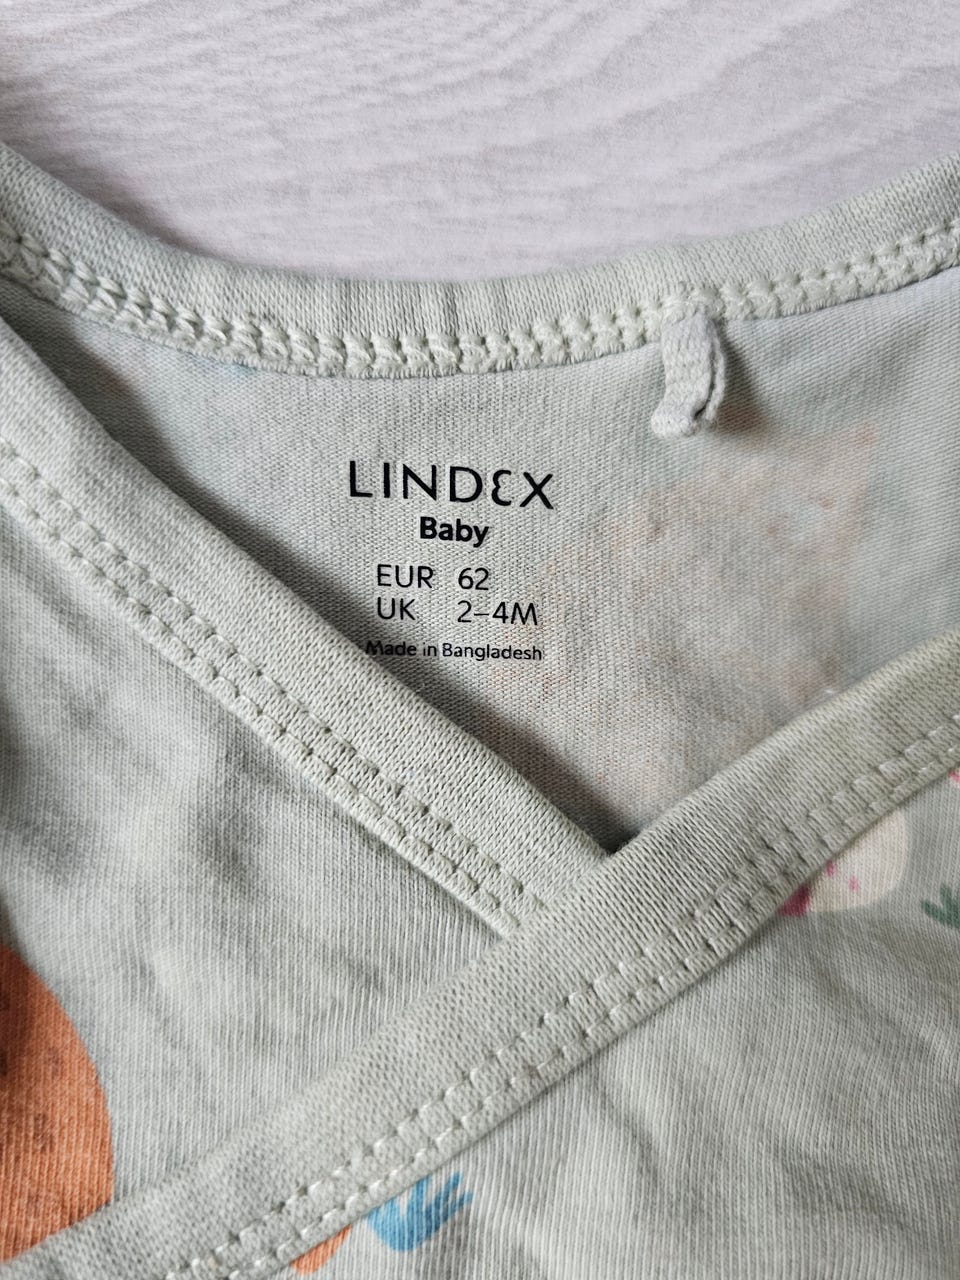 LINDEX
Baby
EUR 62
UK 2–4M
Made in Bangladesh